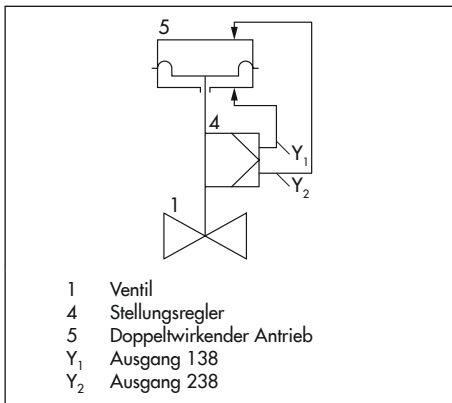 5
4
Y₁
Y₂
1
1 Ventil
4 Stellungsregler
5 Doppeltwirkender Antrieb
Y₁ Ausgang 138
Y₂ Ausgang 238